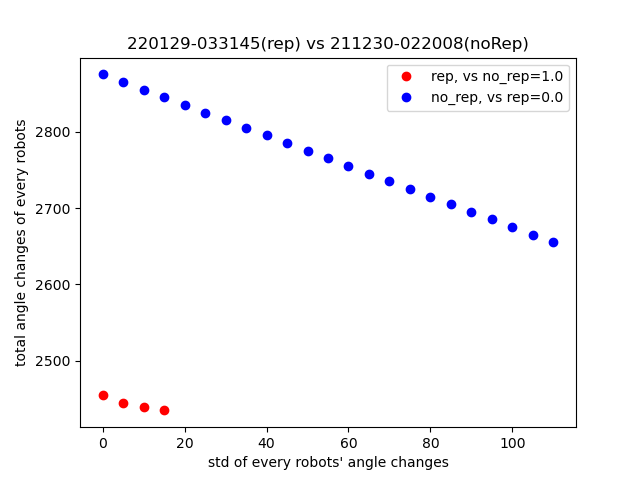 220129-033145(rep) vs 211230-022008(noRep)
rep, vs no_rep=1.0
no_rep, vs rep=0.0
total angle changes of every robots
2800
2700
2600
2500
0 20 40 60 80 100
std of every robots' angle changes